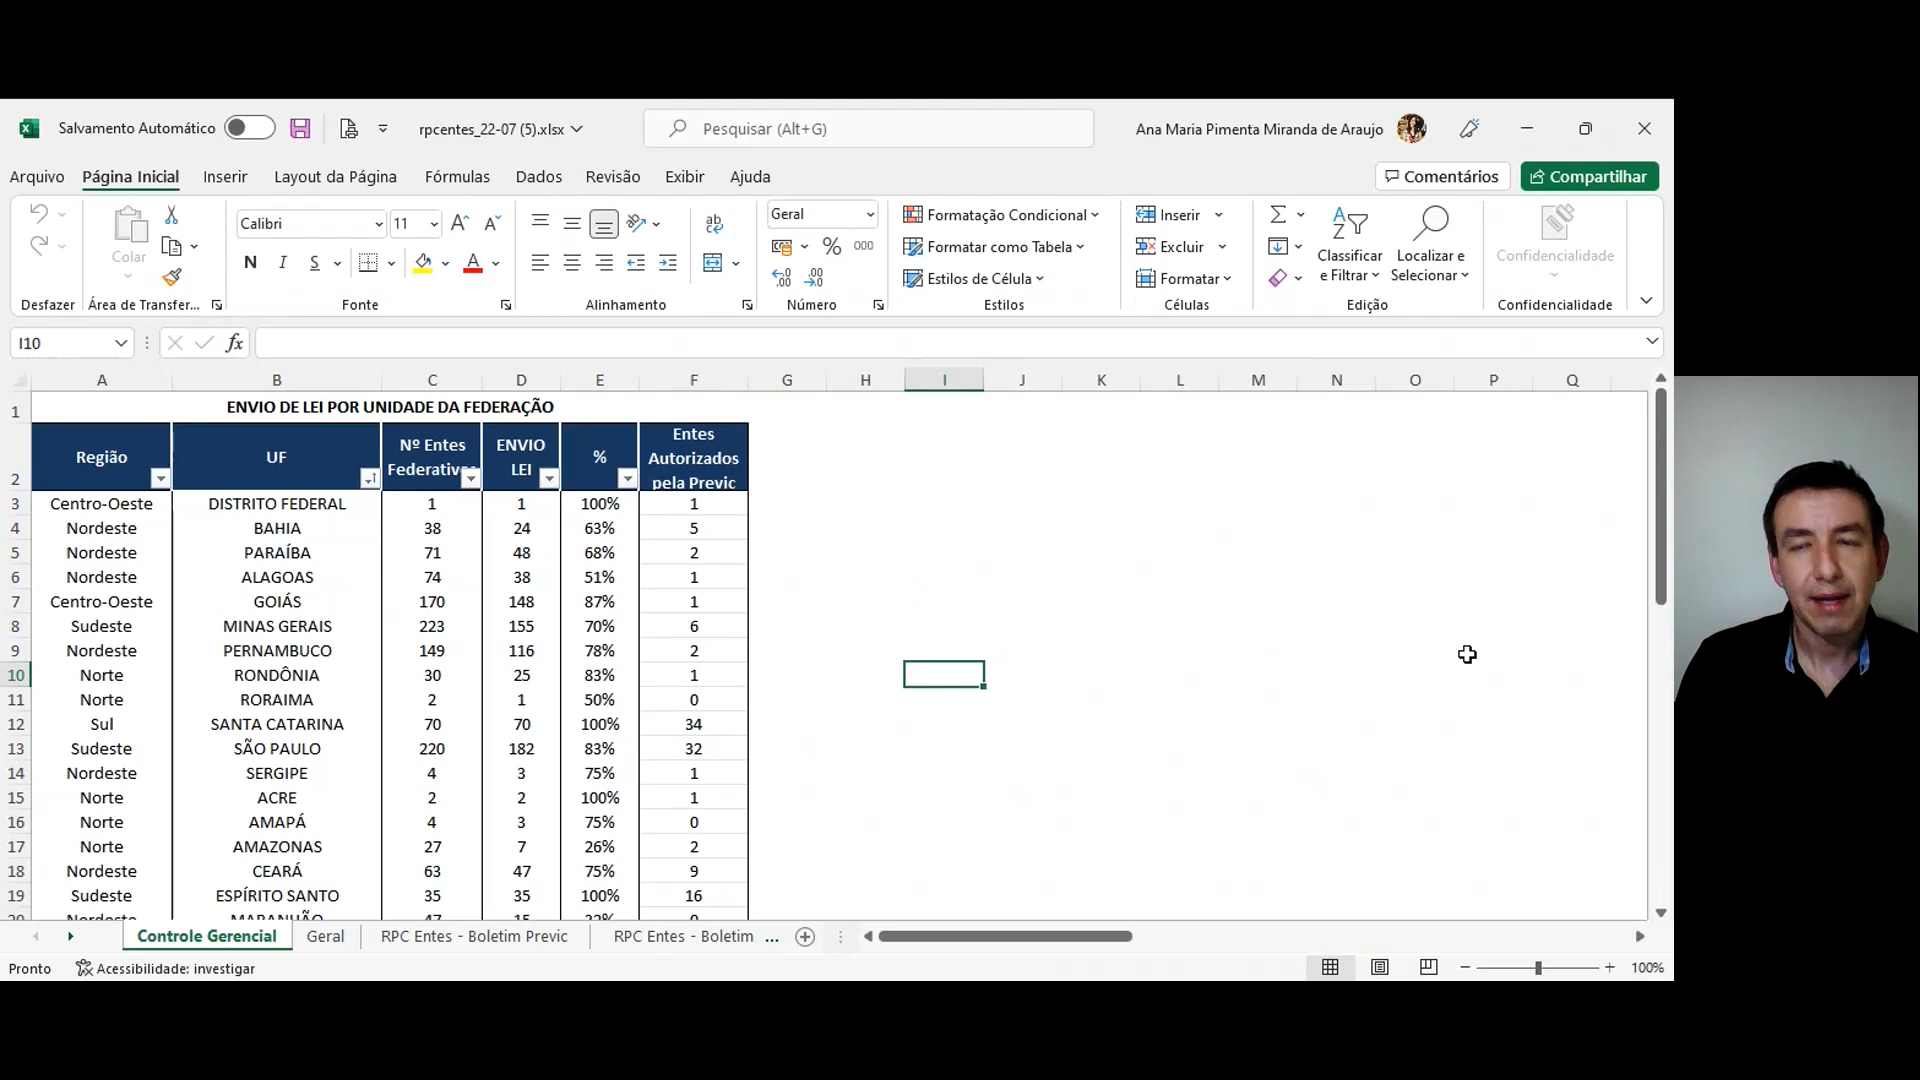 Salvamento Automático
rpcentes_22-07 (5).xlsx
Pesquisar (Alt+G)
Ana Maria Pimenta Miranda de Araujo
Arquivo Página Inicial Inserir Layout da Página Fórmulas Dados Revisão Exibir Ajuda Comentários Compartilhar
Colar
Calibri 11
N I S
Geral
% 000
Formatação Condicional
Formatar como Tabela
Estilos de Célula
Inserir
Excluir
Formatar
Classificar e Filtrar
Localizar e Selecionar
Confidencialidade
Desfazer Área de Transfer... Fonte Alinhamento Número Estilos Células Edição Confidencialidade
I10 fx
A B C D E F G H I J K L M N O P Q
1 ENVIO DE LEI POR UNIDADE DA FEDERAÇÃO
2 Região UF Nº Entes Federativos ENVIO LEI % Entes Autorizados pela Previc
3 Centro-Oeste DISTRITO FEDERAL 1 1 100% 1
4 Nordeste BAHIA 38 24 63% 5
5 Nordeste PARAÍBA 71 48 68% 2
6 Nordeste ALAGOAS 74 38 51% 1
7 Centro-Oeste GOIÁS 170 148 87% 1
8 Sudeste MINAS GERAIS 223 155 70% 6
9 Nordeste PERNAMBUCO 149 116 78% 2
10 Norte RONDÔNIA 30 25 83% 1
11 Norte RORAIMA 2 1 50% 0
12 Sul SANTA CATARINA 70 70 100% 34
13 Sudeste SÃO PAULO 220 182 83% 32
14 Nordeste SERGIPE 4 3 75% 1
15 Norte ACRE 2 2 100% 1
16 Norte AMAPÁ 4 3 75% 0
17 Norte AMAZONAS 27 7 26% 2
18 Nordeste CEARÁ 63 47 75% 9
19 Sudeste ESPÍRITO SANTO 35 35 100% 16
20 Nordeste MARANHÃO 47 15 32% 0
Controle Gerencial Geral RPC Entes - Boletim Previc RPC Entes - Boletim ...
Pronto Acessibilidade: investigar 100%